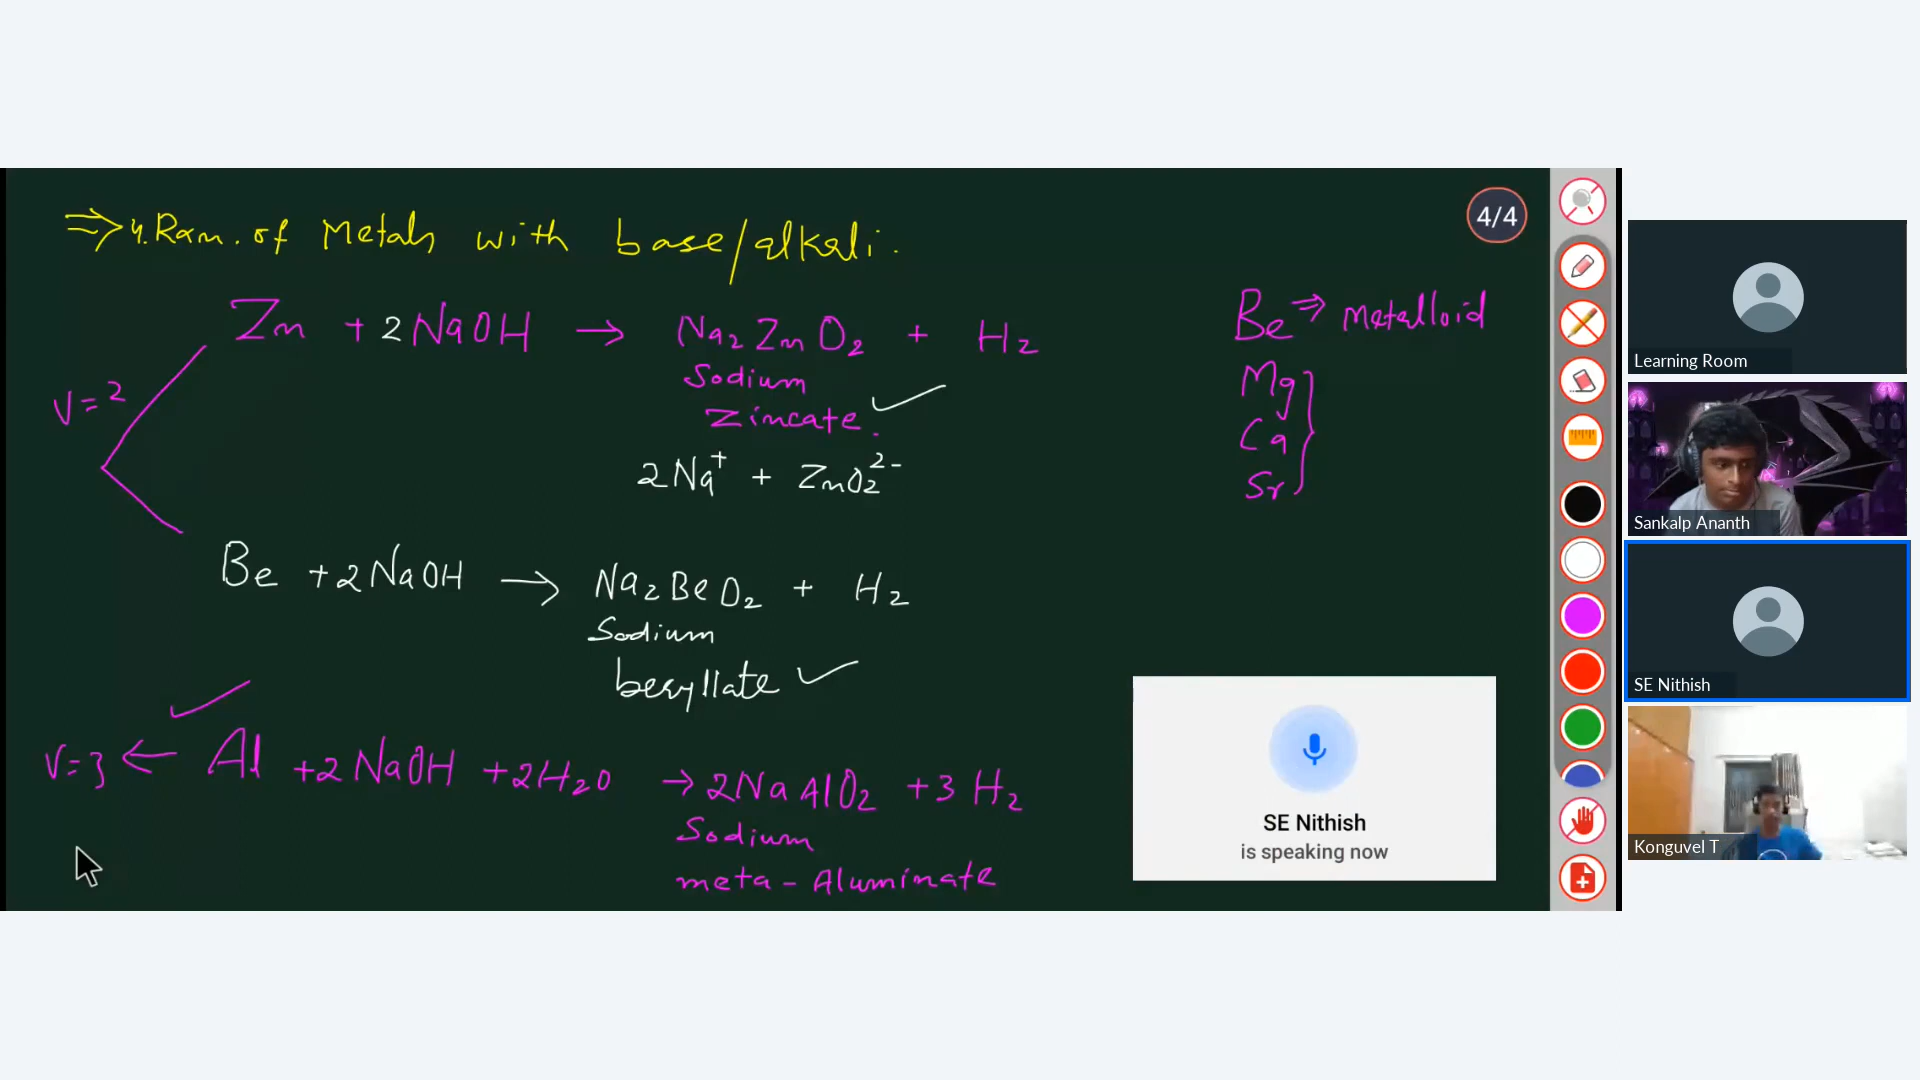 ⇒ 4. Rxn. of Metals with base/alkali.
4/4
Zn + 2NaOH → Na₂ZnO₂ + H₂
Sodium
Zincate.
V=2
2Na⁺ + ZnO₂²⁻
Be ⇒ Metalloid
Mg
Ca
Sr
Be + 2NaOH → Na₂BeO₂ + H₂
Sodium
beryllate
V=3 ← Al + 2NaOH + 2H₂O → 2NaAlO₂ + 3H₂
Sodium
meta-Aluminate
SE Nithish
is speaking now
Learning Room
Sankalp Ananth
SE Nithish
Konguvel T